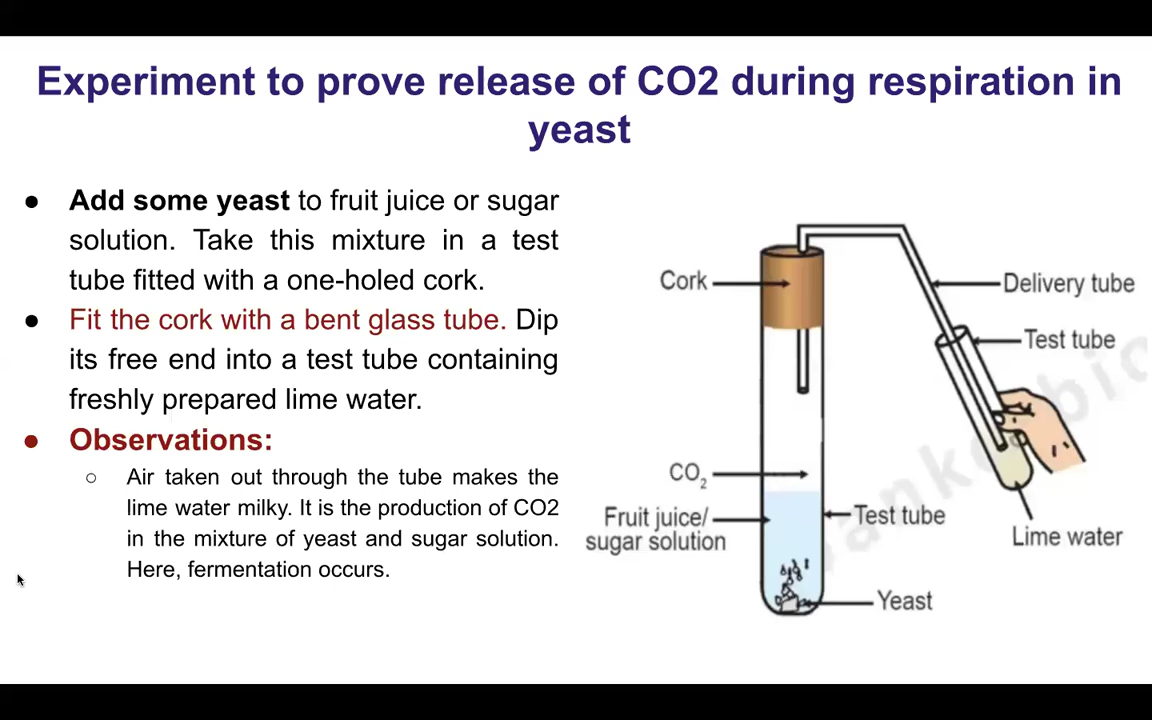 Experiment to prove release of CO2 during respiration in
yeast
● Add some yeast to fruit juice or sugar
solution. Take this mixture in a test
tube fitted with a one-holed cork.
● Fit the cork with a bent glass tube. Dip
its free end into a test tube containing
freshly prepared lime water.
● Observations:
○ Air taken out through the tube makes the
lime water milky. It is the production of CO2
in the mixture of yeast and sugar solution.
Here, fermentation occurs.
Cork
Delivery tube
Test tube
CO2
Fruit juice/
sugar solution
Test tube
Lime water
Yeast